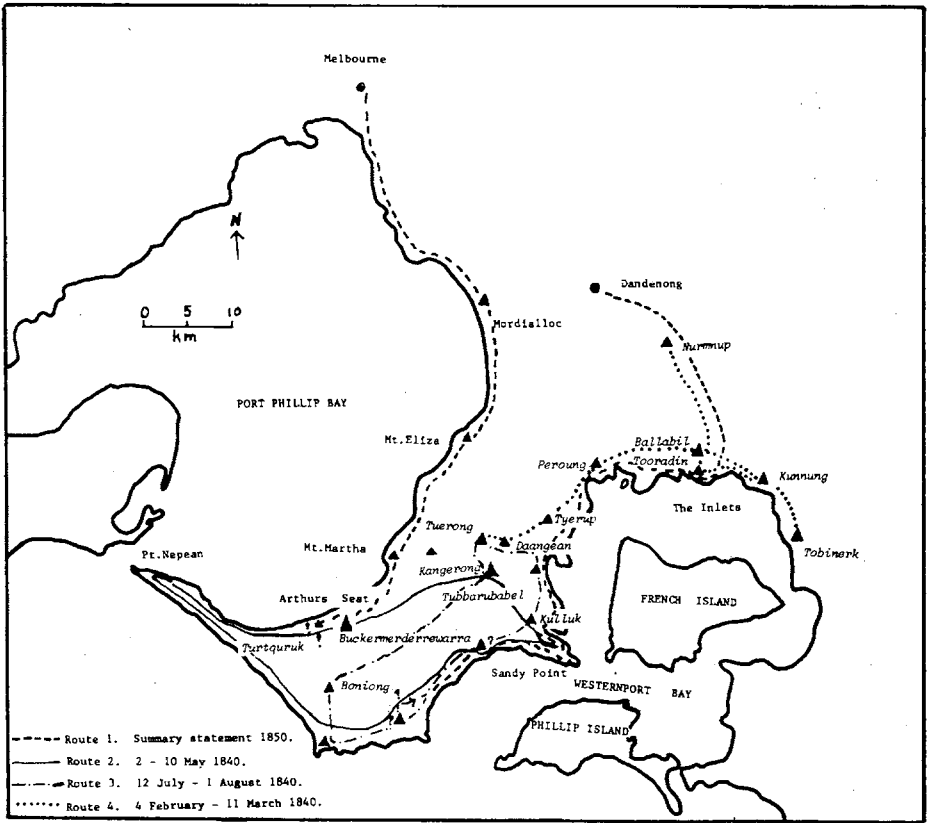 Melbourne
N
Dandenong
0 5 10
km
Mordialloc
Nurmnup
PORT PHILLIP BAY
Mt.Eliza
Ballabil
Peroung
Tooradin
Kunnung
The Inlets
Tuerong
Tyerup
Daangean
Tobinerk
Pt.Nepean
Mt.Martha
Kangerong
Arthurs Seat
Tubbarubabel
FRENCH ISLAND
Kulluk
Turtquruk
Buckermerderrewarra
?
Sandy Point
Boniong
WESTERNPORT BAY
?
PHILLIP ISLAND
Route 1. Summary statement 1850.
Route 2. 2 - 10 May 1840.
Route 3. 12 July - 1 August 1840.
Route 4. 4 February - 11 March 1840.